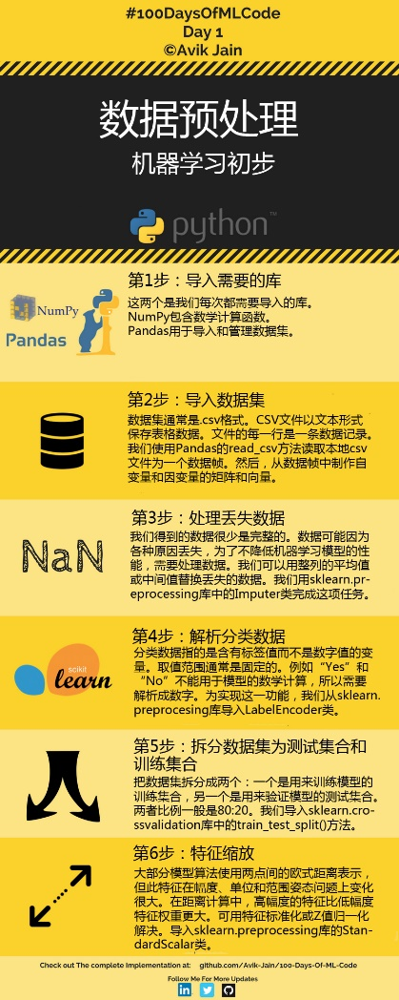 #100DaysOfMLCode
Day 1
©Avik Jain
数据预处理
机器学习初步
python™
第1步：导入需要的库
这两个是我们每次都需要导入的库。
NumPy包含数学计算函数。
Pandas用于导入和管理数据集。
NumPy
Pandas
第2步：导入数据集
数据集通常是.csv格式。CSV文件以文本形式
保存表格数据。文件的每一行是一条数据记录。
我们使用Pandas的read_csv方法读取本地csv
文件为一个数据帧。然后，从数据帧中制作自
变量和因变量的矩阵和向量。
第3步：处理丢失数据
我们得到的数据很少是完整的。数据可能因为
各种原因丢失，为了不降低机器学习模型的性
能，需要处理数据。我们可以用整列的平均值
或中间值替换丢失的数据。我们用sklearn.pr-
eprocessing库中的Imputer类完成这项任务。
NaN
第4步：解析分类数据
分类数据指的是含有标签值而不是数字值的变
量。取值范围通常是固定的。例如“Yes”和
“No”不能用于模型的数学计算，所以需要
解析成数字。为实现这一功能，我们从sklearn.
preprocesing库导入LabelEncoder类。
scikit
learn
第5步：拆分数据集为测试集合和
训练集合
把数据集拆分成两个：一个是用来训练模型的
训练集合，另一个是用来验证模型的测试集合。
两者比例一般是80:20。我们导入sklearn.cro-
ssvalidation库中的train_test_split()方法。
第6步：特征缩放
大部分模型算法使用两点间的欧式距离表示，
但此特征在幅度、单位和范围姿态问题上变化
很大。在距离计算中，高幅度的特征比低幅度
特征权重更大。可用特征标准化或Z值归一化
解决。导入sklearn.preprocessing库的Stan-
dardScalar类。
Check out The complete Implementation at: github.com/Avik-Jain/100-Days-Of-ML-Code
Follow Me For More Updates
in